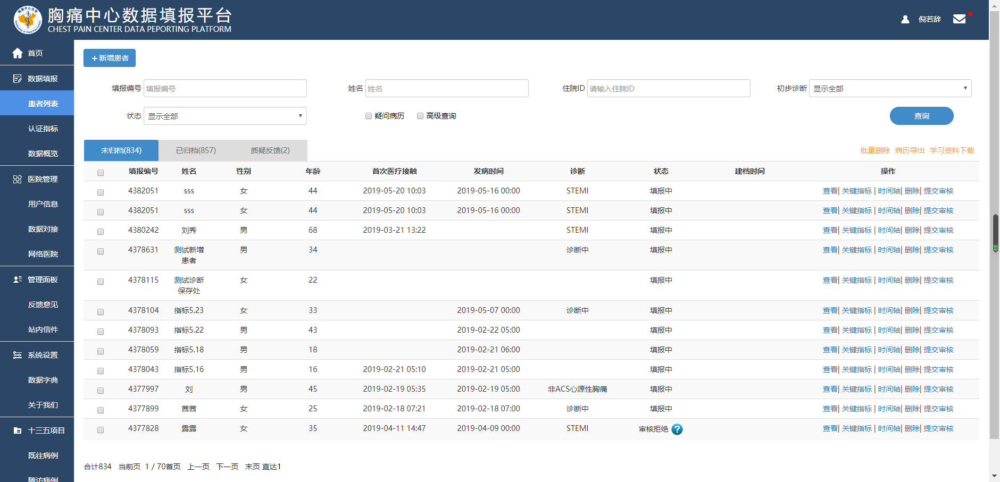 胸痛中心数据填报平台
CHEST PAIN CENTER DATA PEPORTING PLATFORM
倪若辞
首页
数据填报
患者列表
认证指标
数据概览
医院管理
用户信息
数据对接
网络医院
管理面板
反馈意见
站内信件
系统设置
数据字典
关于我们
十三五项目
既往病例
随访病例
+新增患者
填报编号 填报编号 姓名 姓名 住院ID 请输入住院ID 初步诊断 显示全部
状态 显示全部 疑问病历 高级查询 查询
未归档(834) 已归档(857) 质疑反馈(2) 批量删除 病历导出 学习资料下载
填报编号 姓名 性别 年龄 首次医疗接触 发病时间 诊断 状态 建档时间 操作
4382051 sss 女 44 2019-05-20 10:03 2019-05-16 00:00 STEMI 填报中 查看| 关键指标 | 时间轴| 删除| 提交审核
4382051 sss 女 44 2019-05-20 10:03 2019-05-16 00:00 STEMI 填报中 查看| 关键指标 | 时间轴| 删除| 提交审核
4380242 刘秀 男 68 2019-03-21 13:22 STEMI 填报中 查看| 关键指标 | 时间轴| 删除| 提交审核
4378631 测试新增患者 男 34 诊断中 填报中 查看| 关键指标 | 时间轴| 删除| 提交审核
4378115 测试诊断保存处 女 22 填报中 查看| 关键指标 | 时间轴| 删除| 提交审核
4378104 指标5.23 女 33 2019-05-07 00:00 诊断中 填报中 查看| 关键指标 | 时间轴| 删除| 提交审核
4378093 指标5.22 男 43 2019-02-22 05:00 填报中 查看| 关键指标 | 时间轴| 删除| 提交审核
4378059 指标5.18 男 18 2019-02-21 06:00 填报中 查看| 关键指标 | 时间轴| 删除| 提交审核
4378043 指标5.16 男 16 2019-02-21 05:10 2019-02-21 05:00 填报中 查看| 关键指标 | 时间轴| 删除| 提交审核
4377997 刘 男 45 2019-02-19 05:35 2019-02-19 05:00 非ACS心源性胸痛 填报中 查看| 关键指标 | 时间轴| 删除| 提交审核
4377899 茜茜 女 25 2019-02-18 07:21 2019-02-18 07:00 诊断中 填报中 查看| 关键指标 | 时间轴| 删除| 提交审核
4377828 露露 女 35 2019-04-11 14:47 2019-04-09 00:00 STEMI 审核拒绝 ? 查看| 关键指标 | 时间轴| 删除| 提交审核
合计834 当前页 1 / 70首页 上一页 下一页 末页 直达1